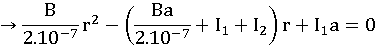 → B/2.10⁻⁷ r² − (Ba/2.10⁻⁷ + I₁ + I₂) r + I₁a = 0